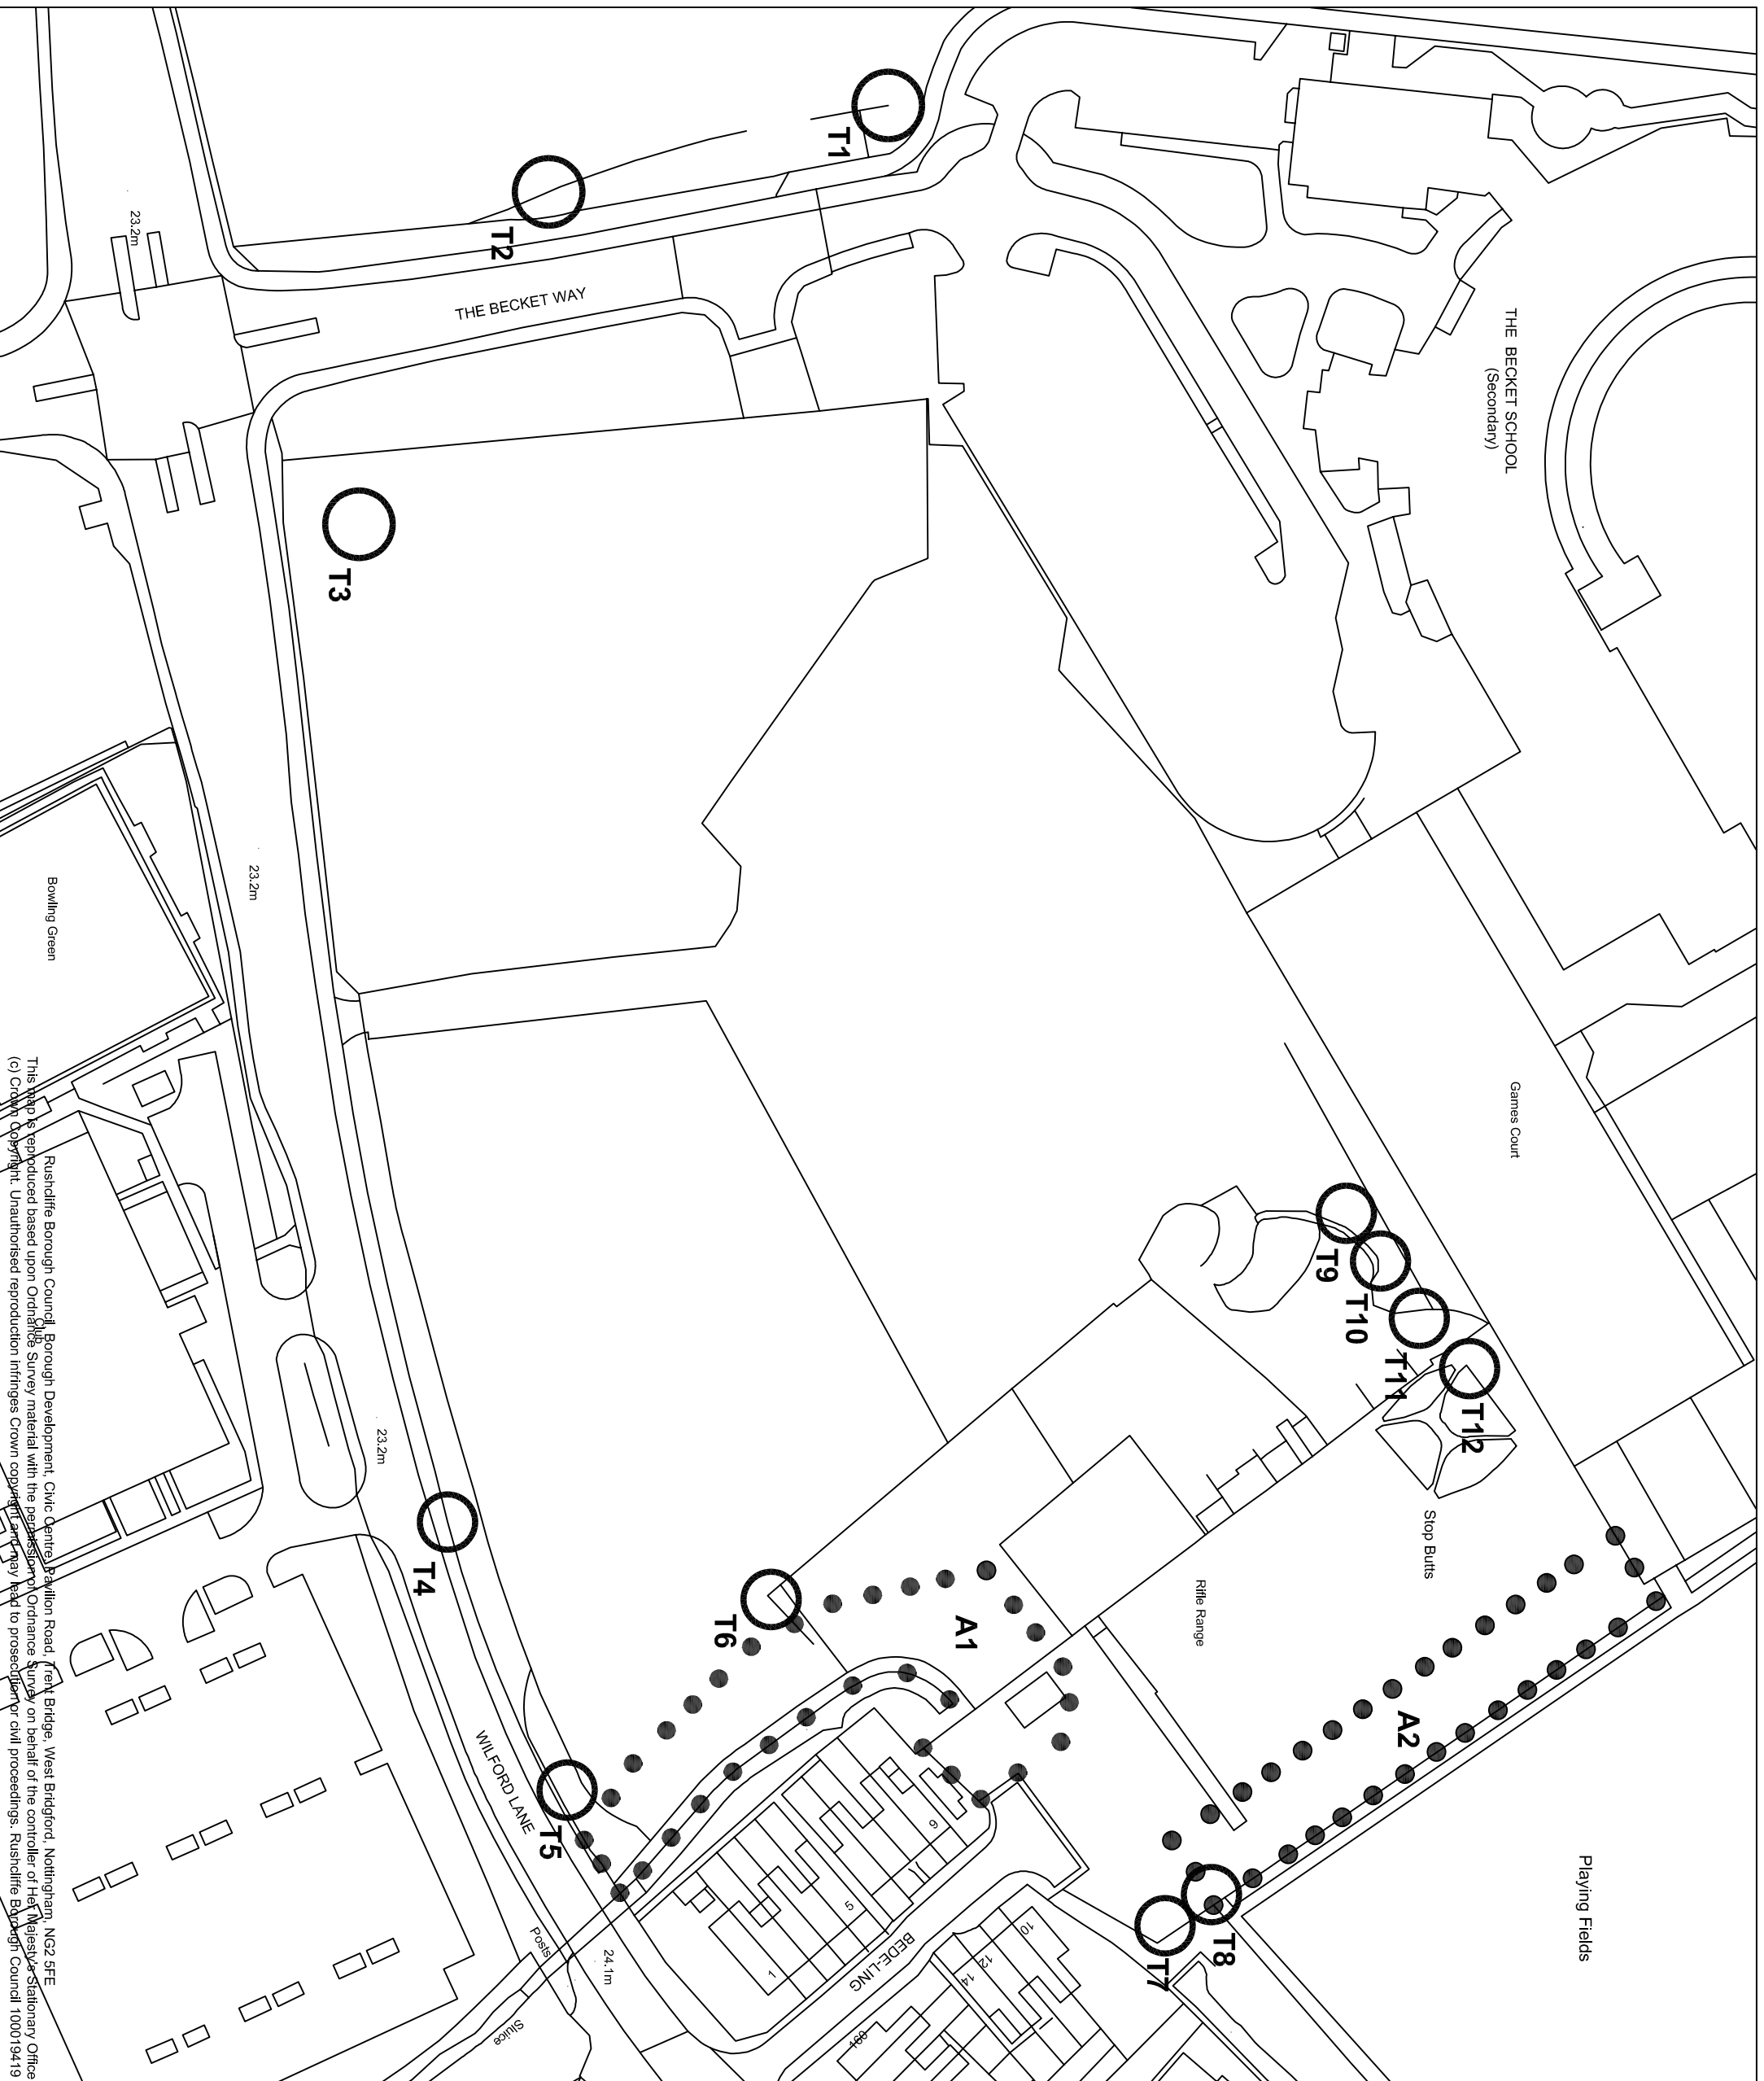 THE BECKET SCHOOL
(Secondary)
T1
T2
THE BECKET WAY
23.2m
T3
Games Court
23.2m
Bowling Green
T9
T10
T11
T12
Stop Butts
Rifle Range
A1
A2
T6
T4
23.2m
T5
WILFORD LANE
T8
T7
Playing Fields
9
7
5
1
BEDE-LING
10
12
14
160
24.1m
Posts
Sluice
Club
Rushcliffe Borough Council, Borough Development, Civic Centre, Pavilion Road, Trent Bridge, West Bridgford, Nottingham, NG2 5FE
This map is reproduced based upon Ordnance Survey material with the permission of Ordnance Survey on behalf of the controller of Her Majesty's Stationary Office
(c) Crown Copyright. Unauthorised reproduction infringes Crown copyright and may lead to prosecution or civil proceedings. Rushcliffe Borough Council 100019419